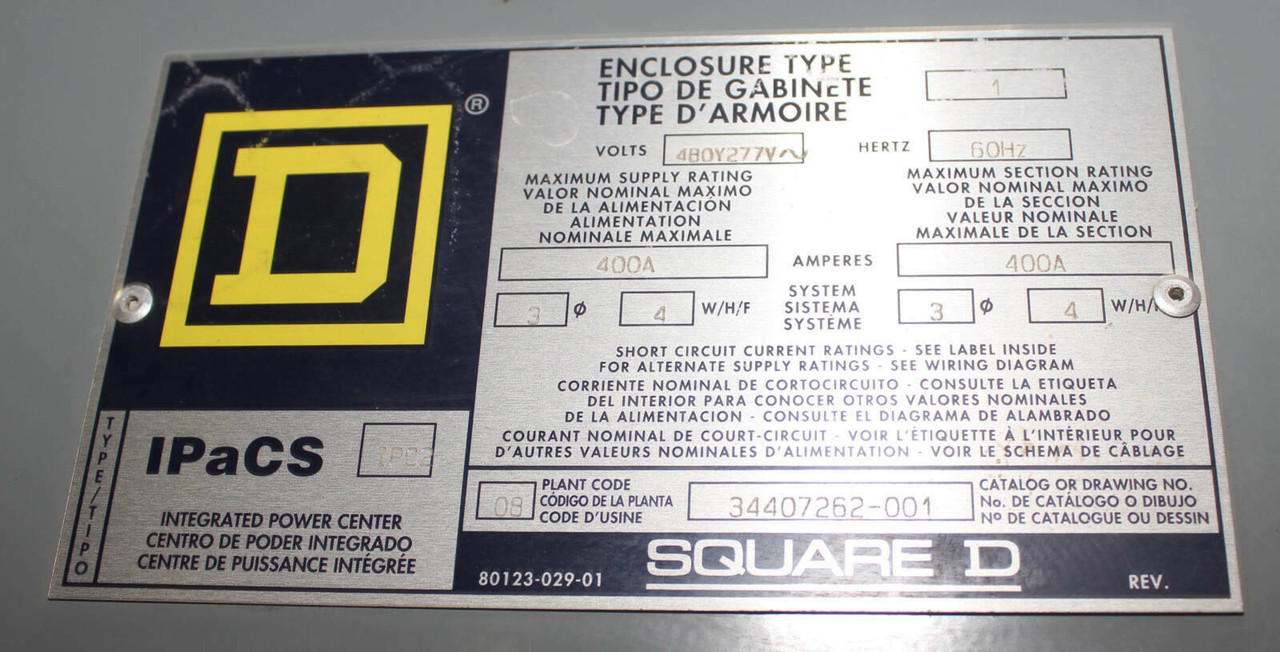 ®
ENCLOSURE TYPE
TIPO DE GABINETE
TYPE D'ARMOIRE
1
VOLTS 480Y277V~ HERTZ 60Hz
MAXIMUM SUPPLY RATING
VALOR NOMINAL MAXIMO
DE LA ALIMENTACIÓN
ALIMENTATION
NOMINALE MAXIMALE
MAXIMUM SECTION RATING
VALOR NOMINAL MAXIMO
DE LA SECCION
VALEUR NOMINALE
MAXIMALE DE LA SECTION
400A AMPERES 400A
3 Ø 4 W/H/F
SYSTEM
SISTEMA
SYSTÈME
3 Ø 4 W/H/
SHORT CIRCUIT CURRENT RATINGS - SEE LABEL INSIDE
FOR ALTERNATE SUPPLY RATINGS - SEE WIRING DIAGRAM
CORRIENTE NOMINAL DE CORTOCIRCUITO - CONSULTE LA ETIQUETA
DEL INTERIOR PARA CONOCER OTROS VALORES NOMINALES
DE LA ALIMENTACION - CONSULTE EL DIAGRAMA DE ALAMBRADO
COURANT NOMINAL DE COURT-CIRCUIT - VOIR L'ÉTIQUETTE À L'INTÉRIEUR POUR
D'AUTRES VALEURS NOMINALES D'ALIMENTATION - VOIR LE SCHEMA DE CÂBLAGE
TYPE/TIPO
IPaCS IPC2
INTEGRATED POWER CENTER
CENTRO DE PODER INTEGRADO
CENTRE DE PUISSANCE INTÉGRÉE
08
PLANT CODE
CÓDIGO DE LA PLANTA
CODE D'USINE
34407262-001
CATALOG OR DRAWING NO.
No. DE CATÁLOGO O DIBUJO
Nº DE CATALOGUE OU DESSIN
80123-029-01 SQUARE D REV.